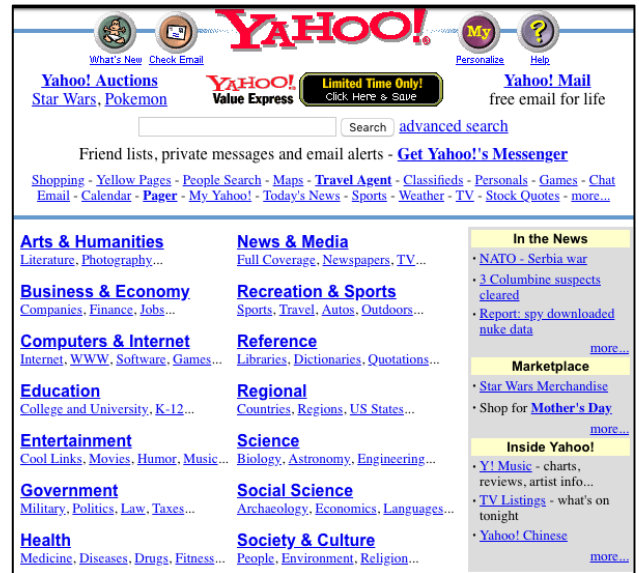 YAHOO!
What's New Check Email
My
Personalize
?
Help
Yahoo! Auctions
Star Wars, Pokemon
YAHOO!
Value Express
Limited Time Only!
Click Here & Save
Yahoo! Mail
free email for life
Search advanced search
Friend lists, private messages and email alerts - Get Yahoo!'s Messenger
Shopping - Yellow Pages - People Search - Maps - Travel Agent - Classifieds - Personals - Games - Chat
Email - Calendar - Pager - My Yahoo! - Today's News - Sports - Weather - TV - Stock Quotes - more...
Arts & Humanities
Literature, Photography...
Business & Economy
Companies, Finance, Jobs...
Computers & Internet
Internet, WWW, Software, Games...
Education
College and University, K-12...
Entertainment
Cool Links, Movies, Humor, Music...
Government
Military, Politics, Law, Taxes...
Health
Medicine, Diseases, Drugs, Fitness...
News & Media
Full Coverage, Newspapers, TV...
Recreation & Sports
Sports, Travel, Autos, Outdoors...
Reference
Libraries, Dictionaries, Quotations...
Regional
Countries, Regions, US States...
Science
Biology, Astronomy, Engineering...
Social Science
Archaeology, Economics, Languages...
Society & Culture
People, Environment, Religion...
In the News
· NATO - Serbia war
· 3 Columbine suspects
cleared
· Report: spy downloaded
nuke data
more...
Marketplace
· Star Wars Merchandise
· Shop for Mother's Day
more...
Inside Yahoo!
· Y! Music - charts,
reviews, artist info...
· TV Listings - what's on
tonight
· Yahoo! Chinese
more...